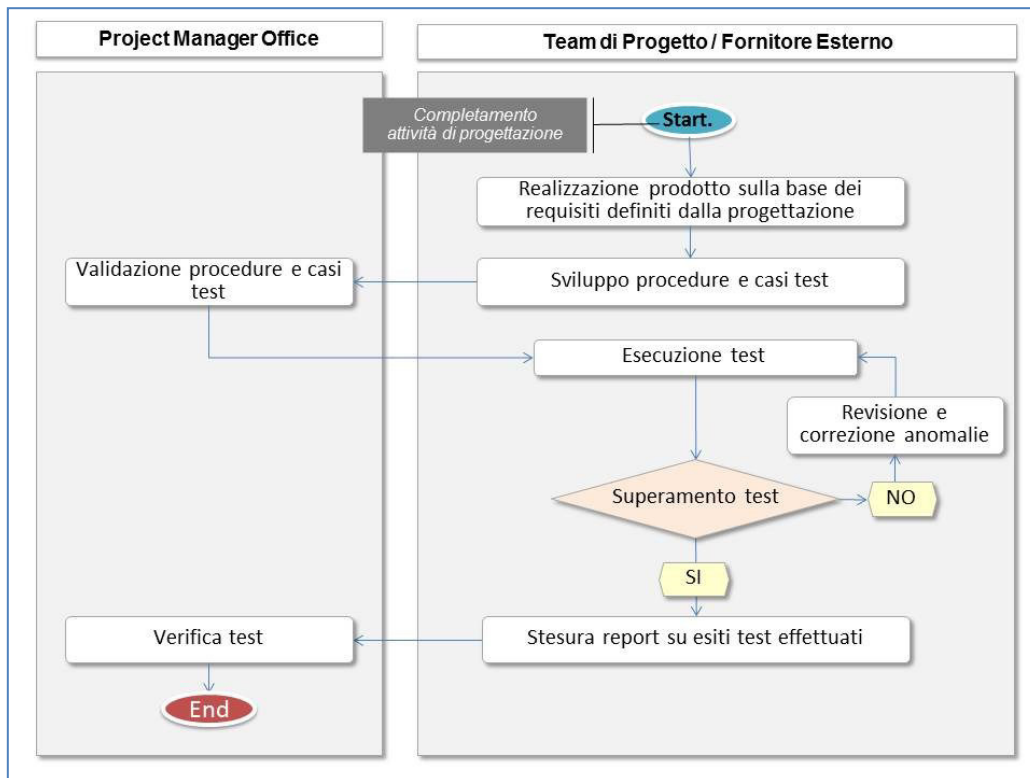 Project Manager Office
Team di Progetto / Fornitore Esterno
Completamento
attività di progettazione
Start.
Realizzazione prodotto sulla base dei
requisiti definiti dalla progettazione
Validazione procedure e casi
test
Sviluppo procedure e casi test
Esecuzione test
Revisione e
correzione anomalie
Superamento test
NO
SI
Verifica test
Stesura report su esiti test effettuati
End